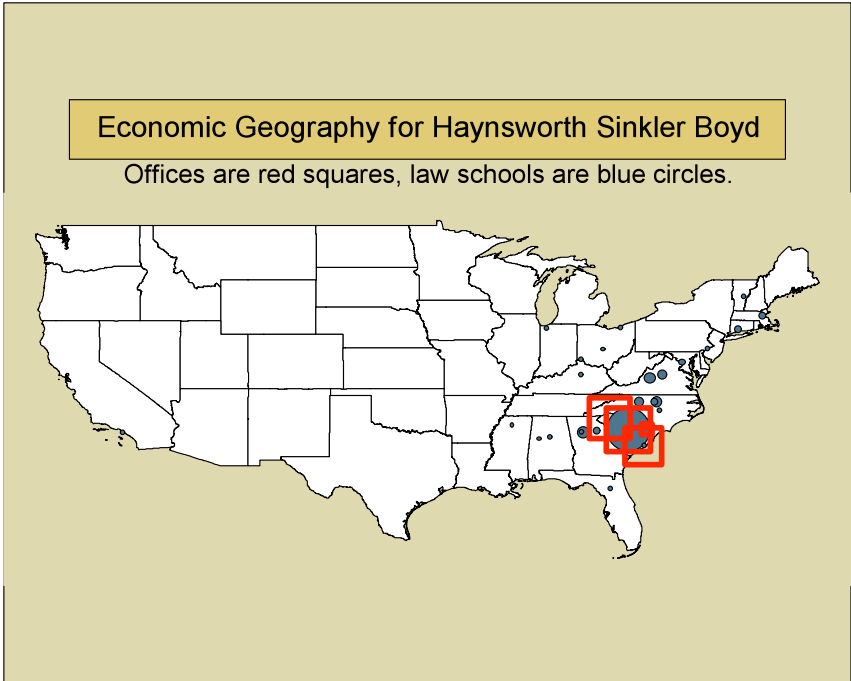 Economic Geography for Haynsworth Sinkler Boyd
Offices are red squares, law schools are blue circles.